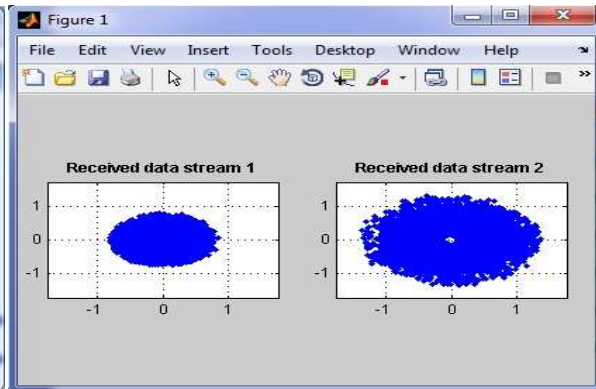 Figure 1
File Edit View Insert Tools Desktop Window Help
Received data stream 1
1
0
-1
-1 0 1
Received data stream 2
1
0
-1
-1 0 1